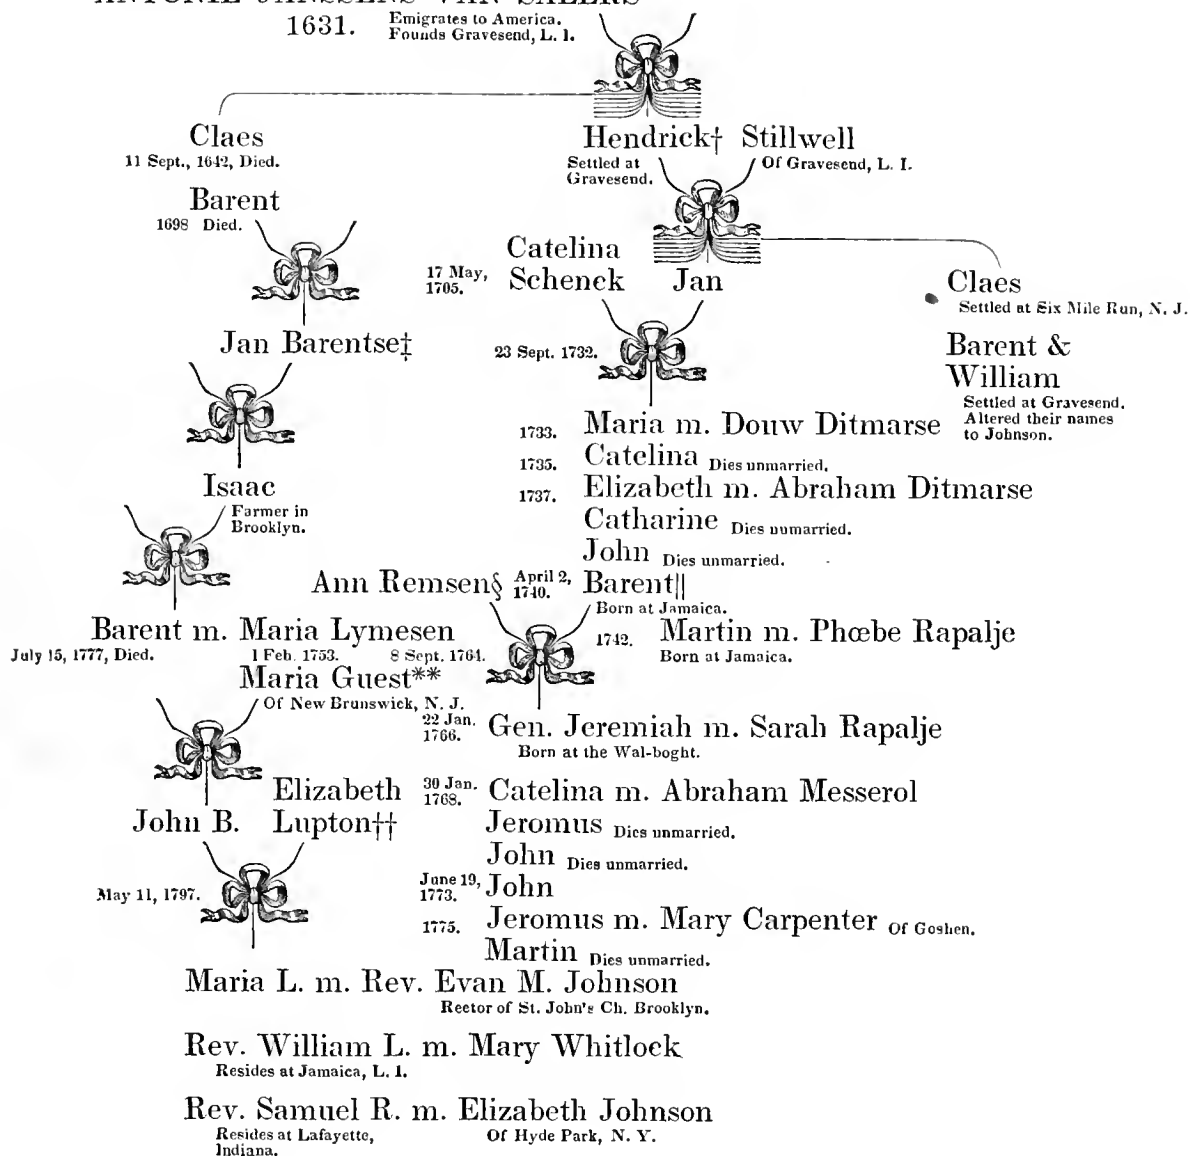 ANTONIE JANSSENS VAN SALERS
1631. Emigrates to America.
Founds Gravesend, L. I.
Claes
11 Sept., 1642, Died.
Hendrick† Stillwell
Settled at
Gravesend.
Of Gravesend, L. I.
Barent
1698 Died.
Catelina
17 May,
1705.
Schenck Jan
Claes
Settled at Six Mile Run, N. J.
Jan Barentse‡
23 Sept. 1732.
Barent &
William
Settled at Gravesend.
Altered their names
to Johnson.
1733. Maria m. Douw Ditmarse
1735. Catelina Dies unmarried.
1737. Elizabeth m. Abraham Ditmarse
Isaac
Farmer in
Brooklyn.
Catharine Dies unmarried.
John Dies unmarried.
Ann Remsen§ April 2,
1740. Barent||
Born at Jamaica.
1742. Martin m. Phœbe Rapalje
Born at Jamaica.
Barent m. Maria Lymesen
July 15, 1777, Died. 1 Feb. 1753. 8 Sept. 1764.
Maria Guest**
Of New Brunswick, N. J.
22 Jan.
1766. Gen. Jeremiah m. Sarah Rapalje
Born at the Wal-boght.
Elizabeth
John B. Lupton††
30 Jan.
1768. Catelina m. Abraham Messerol
Jeromus Dies unmarried.
John Dies unmarried.
June 19,
1773. John
May 11, 1797.
1775. Jeromus m. Mary Carpenter Of Goshen.
Martin Dies unmarried.
Maria L. m. Rev. Evan M. Johnson
Rector of St. John's Ch. Brooklyn.
Rev. William L. m. Mary Whitlock
Resides at Jamaica, L. I.
Rev. Samuel R. m. Elizabeth Johnson
Resides at Lafayette,
Indiana.
Of Hyde Park, N. Y.